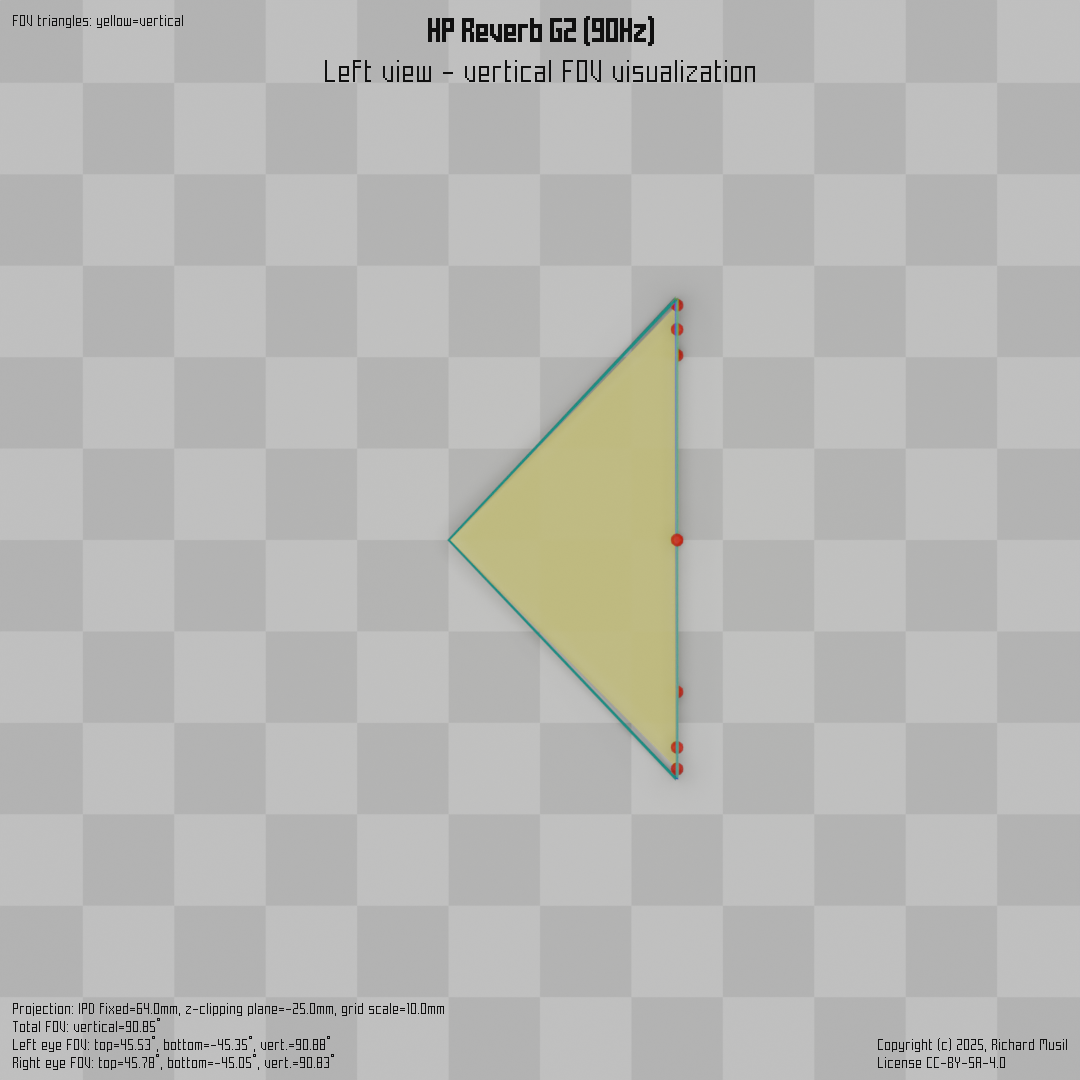 FOV triangles: yellow=vertical
HP Reverb G2 (90Hz)
Left view - vertical FOV visualization
Projection: IPD fixed=64.0mm, z-clipping plane=-25.0mm, grid scale=10.0mm
Total FOV: vertical=90.85°
Left eye FOV: top=45.53°, bottom=-45.35°, vert.=90.88°
Right eye FOV: top=45.78°, bottom=-45.05°, vert.=90.83°
Copyright (c) 2025, Richard Musil
License CC-BY-SA-4.0